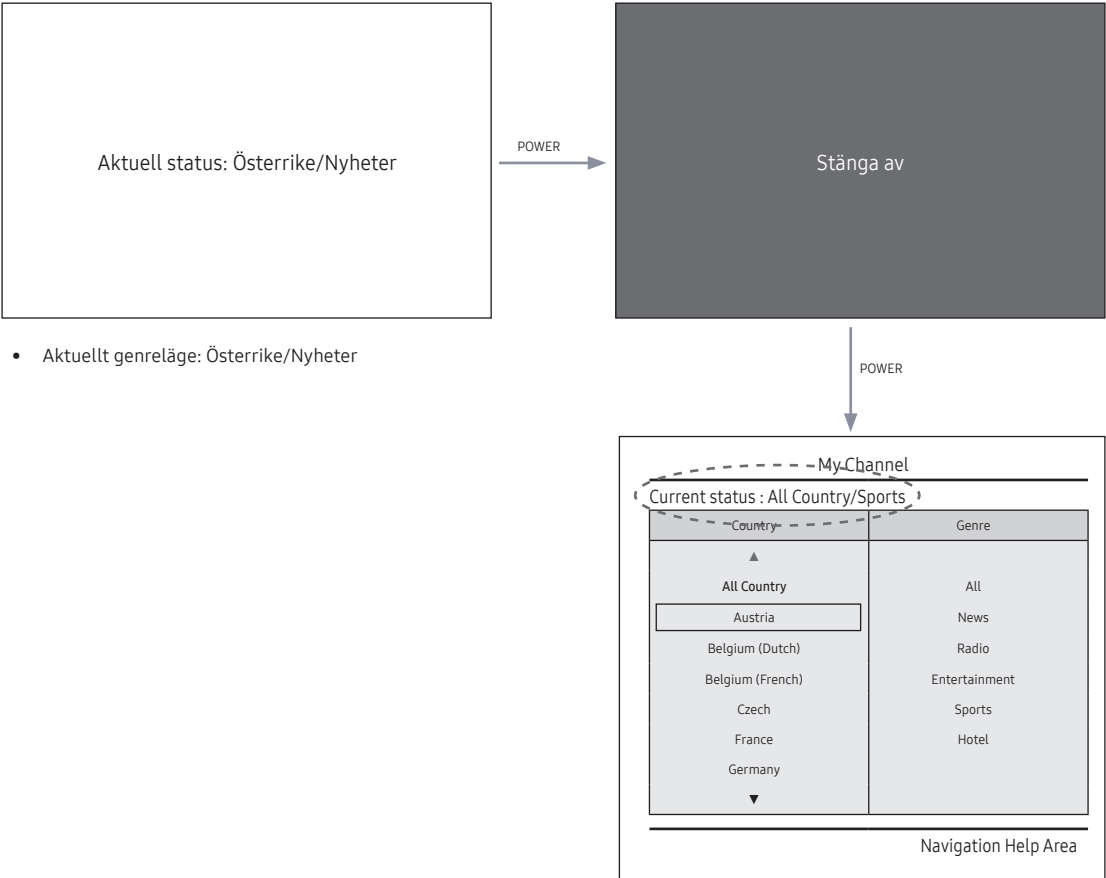 Aktuell status: Österrike/Nyheter
POWER
Stänga av
• Aktuellt genreläge: Österrike/Nyheter
POWER
My Channel
Current status : All Country/Sports
Country Genre
▲
All Country All
Austria News
Belgium (Dutch) Radio
Belgium (French) Entertainment
Czech Sports
France Hotel
Germany
▼
Navigation Help Area